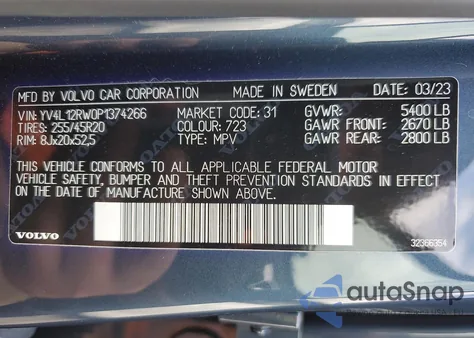 MFD BY VOLVO CAR CORPORATION MADE IN SWEDEN 03/23
VIN: YV4L12RW0P1374266 MARKET CODE: 31 GVWR: 5400 LB
TIRES: 255/45R20 COLOUR: 723 GAWR FRONT: 2670 LB
RIM: 8Jx20x52,5 TYPE: MPV GAWR REAR: 2800 LB
THIS VEHICLE CONFORMS TO ALL APPLICABLE FEDERAL MOTOR
VEHICLE SAFETY, BUMPER AND THEFT PREVENTION STANDARDS IN EFFECT
ON THE DATE OF MANUFACTURE SHOWN ABOVE.
VOLVO 32366354
autoSnap